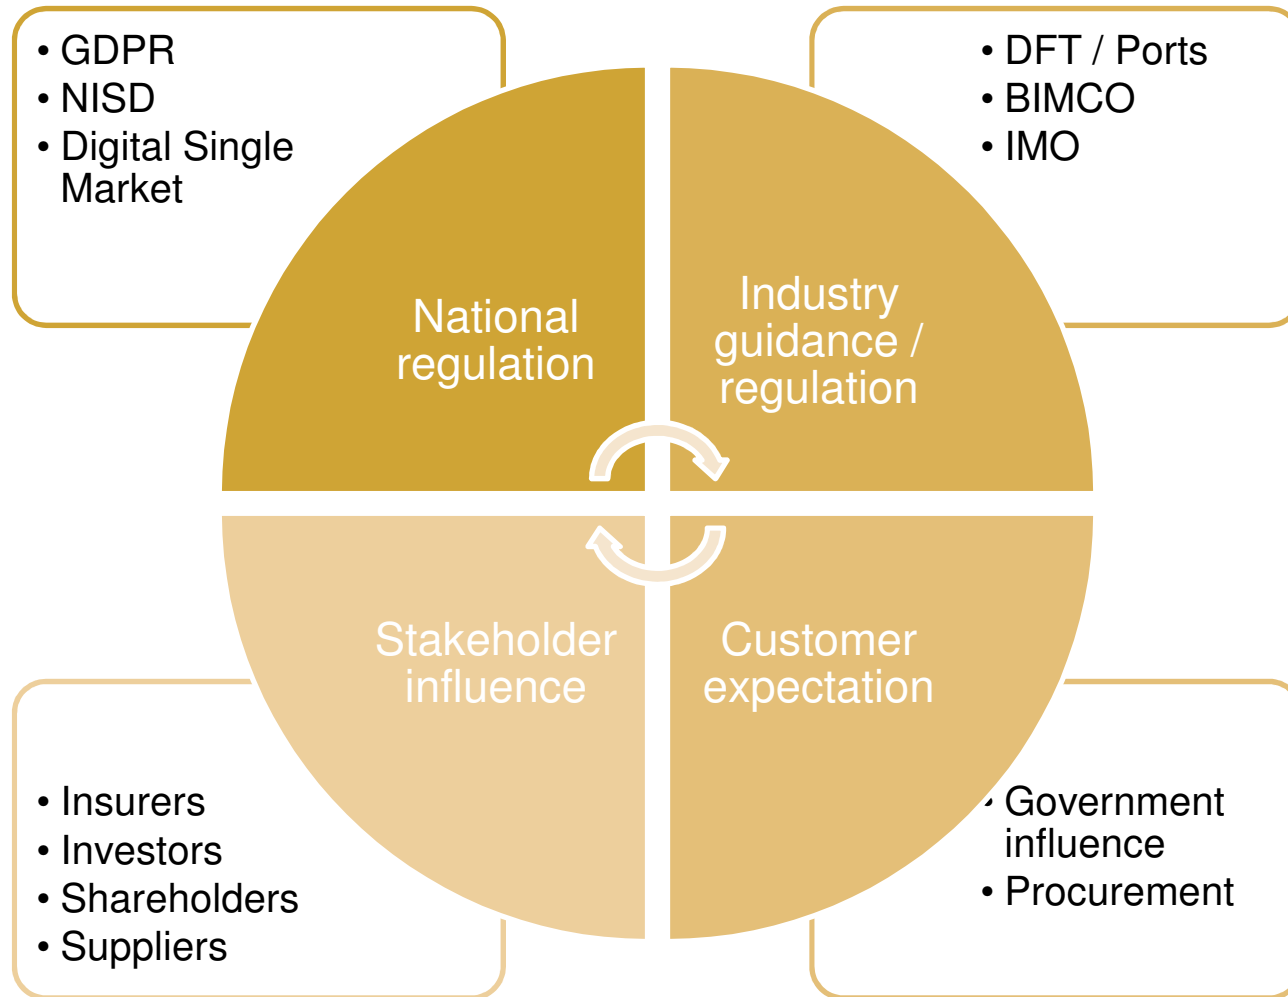 • GDPR
• NISD
• Digital Single
Market
• DFT / Ports
• BIMCO
• IMO
National
regulation
Industry
guidance /
regulation
Stakeholder
influence
Customer
expectation
• Insurers
• Investors
• Shareholders
• Suppliers
• Government
influence
• Procurement